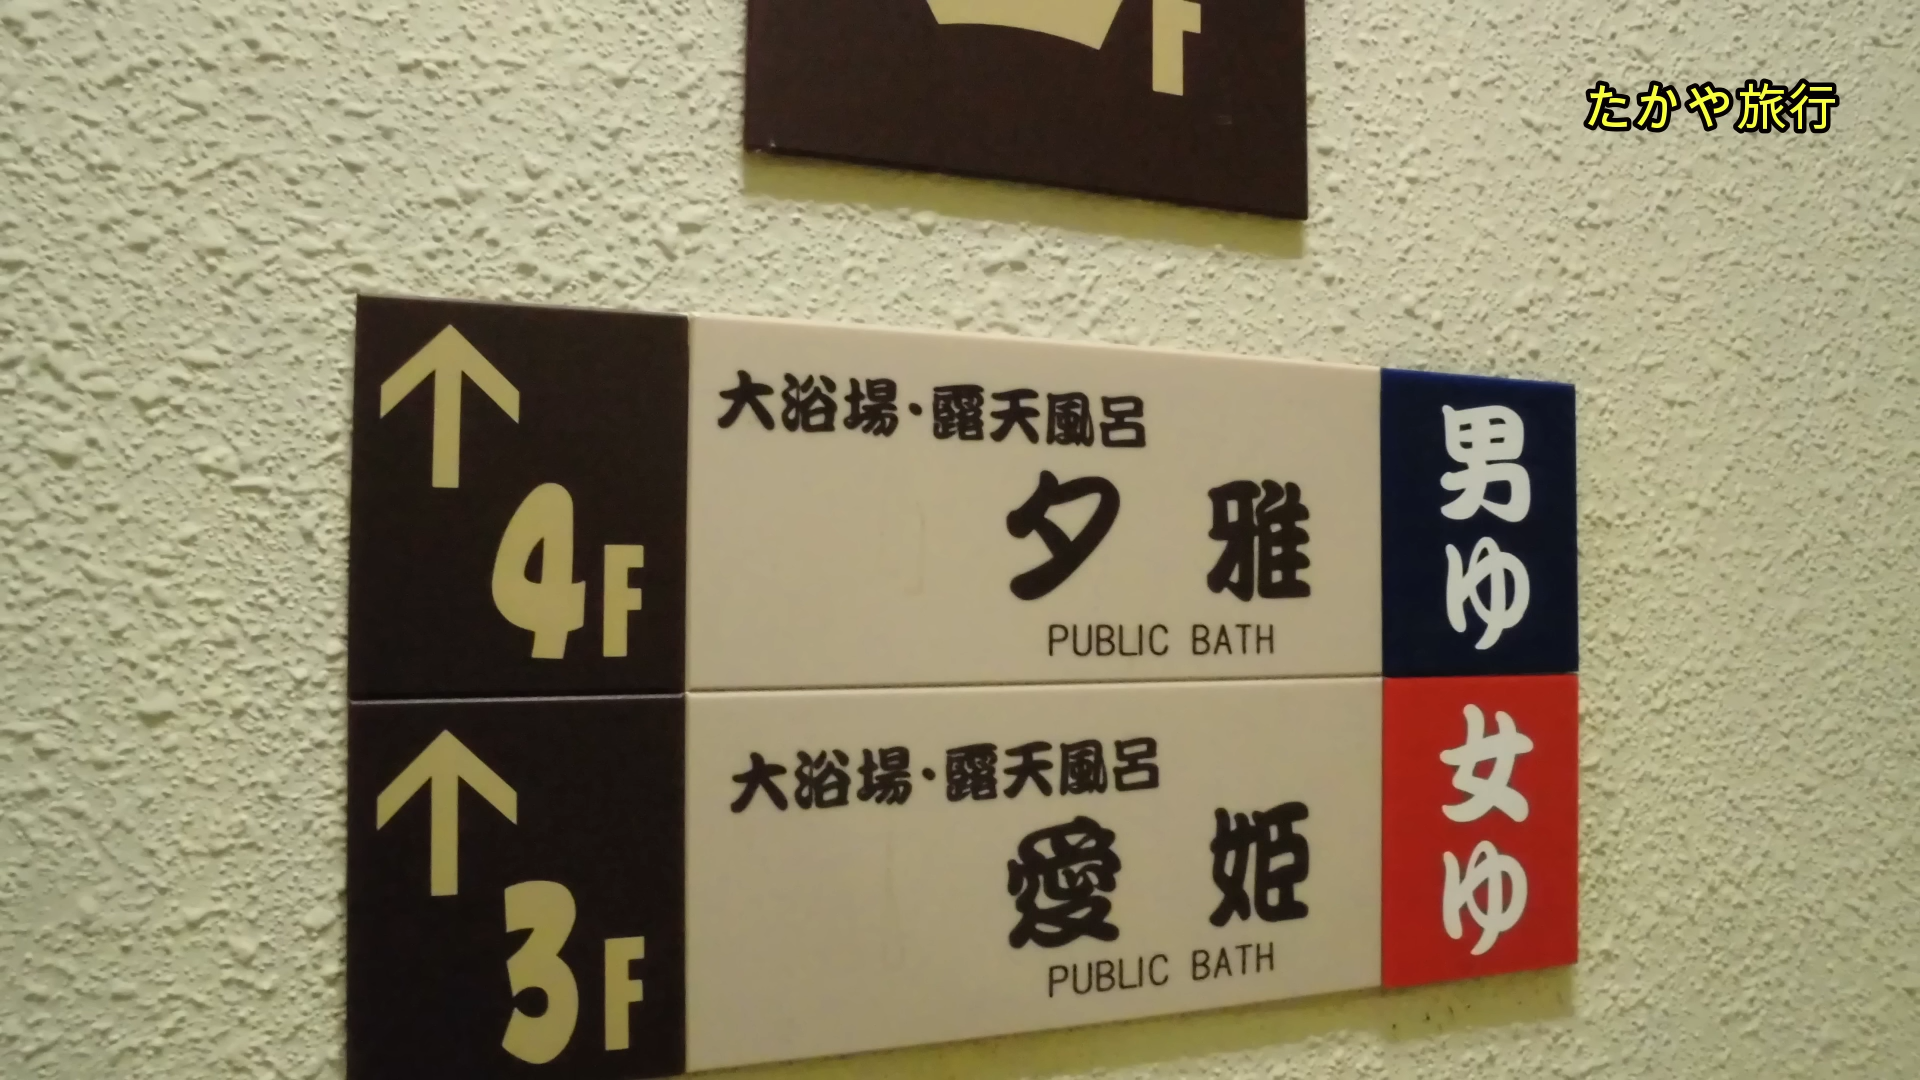 F
たかや旅行
↑
4F
大浴場・露天風呂
夕雅
PUBLIC BATH
男ゆ
↑
3F
大浴場・露天風呂
愛姫
PUBLIC BATH
女ゆ